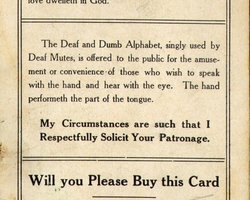 love dwelleth in God.
The Deaf and Dumb Alphabet, singly used by
Deaf Mutes, is offered to the public for the amuse-
ment or convenience of those who wish to speak
with the hand and hear with the eye. The hand
performeth the part of the tongue.
My Circumstances are such that I
Respectfully Solicit Your Patronage.
Will you Please Buy this Card